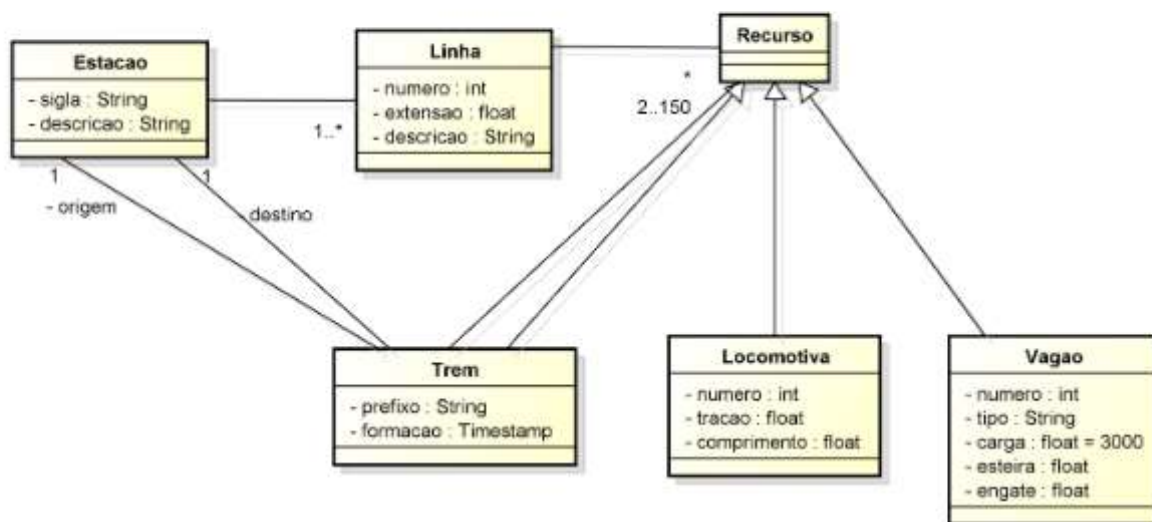 Estacao
- sigla : String
- descricao : String
Linha
- numero : int
- extensao : float
- descricao : String
Recurso
1..*
*
2..150
1
1
- origem
- destino
Trem
- prefixo : String
- formacao : Timestamp
Locomotiva
- numero : int
- tracao : float
- comprimento : float
Vagao
- numero : int
- tipo : String
- carga : float = 3000
- esteira : float
- engate : float